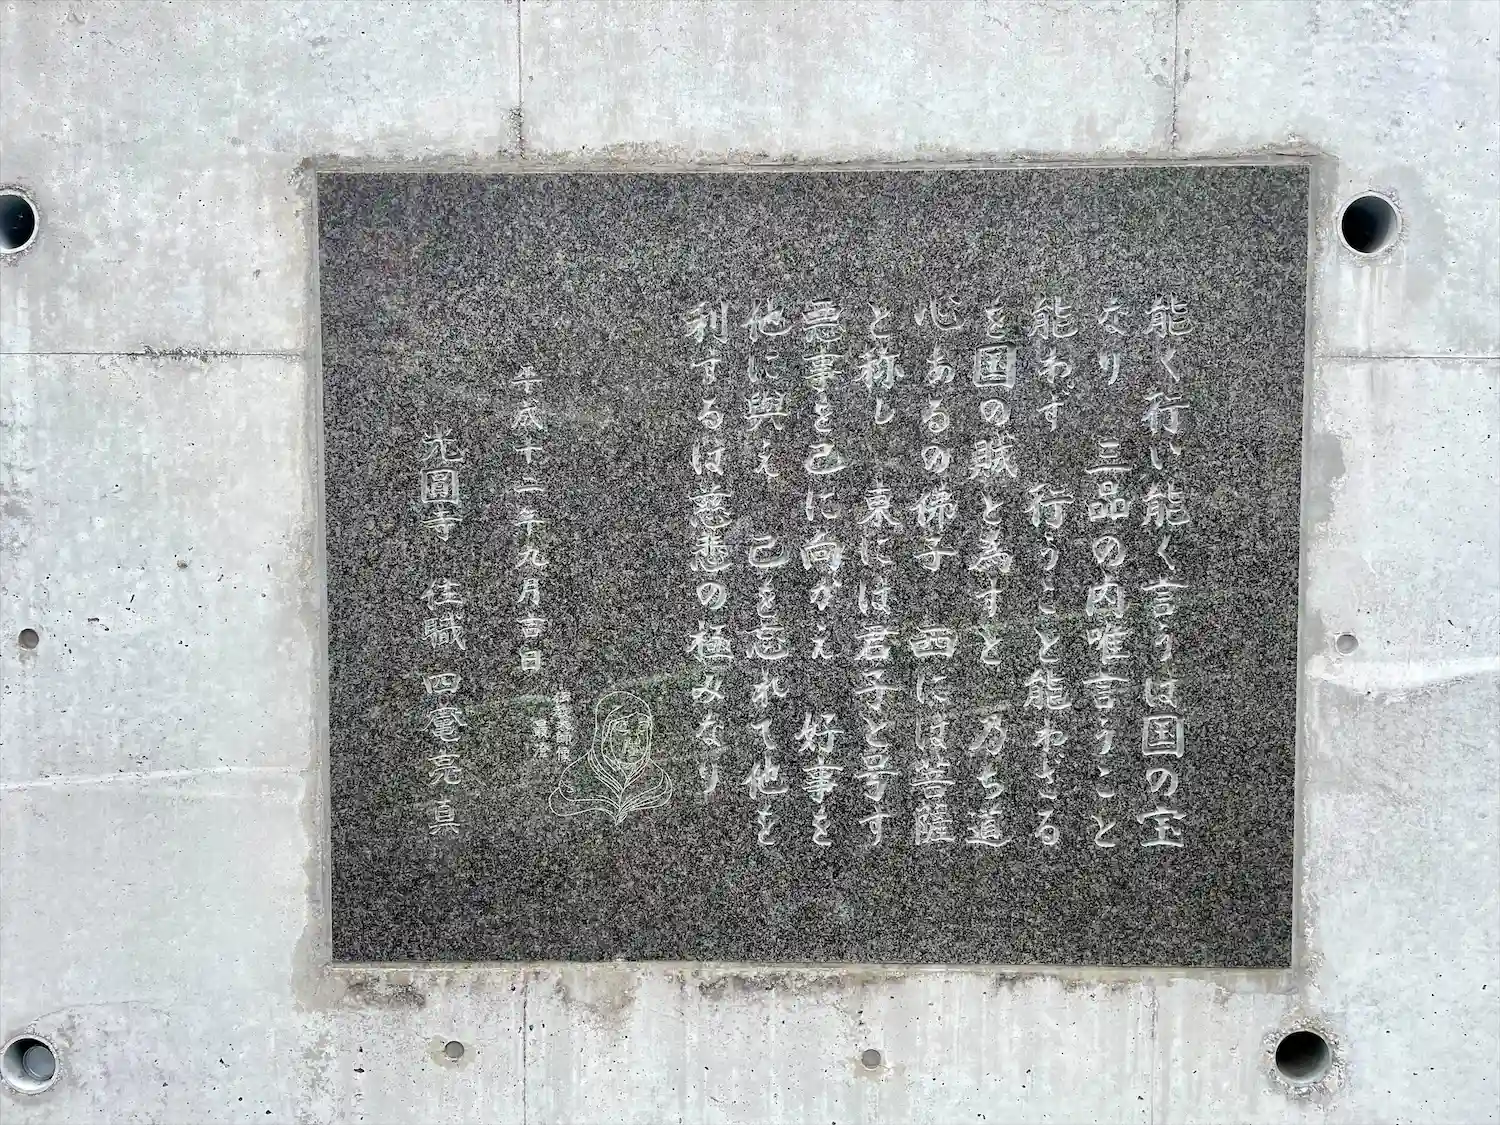 能く行い能く言うは国の宝
なり　三品の内唯言うこと
能わず　行うこと能わざる
を国の賊と為すと　乃ち道
心あるの佛子　西には菩薩
と称し　東には君子と号す
悪事を己に向かえ　好事を
他に與え　己を忘れて他を
利するは慈悲の極みなり
平成十二年九月吉日
光圓寺　住職　四竃亮真